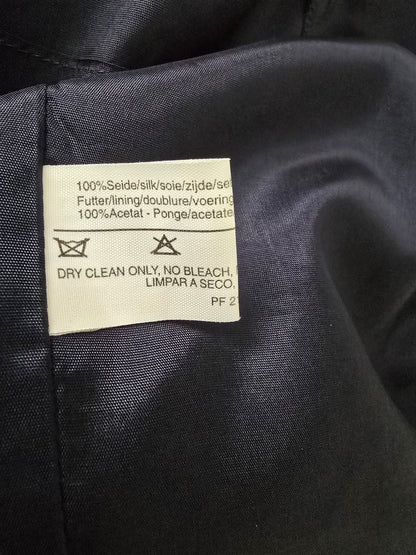 100%Seide/silk/soie/zijde/se
Futter/lining/doublure/voering
100%Acetat - Ponge/acetate
DRY CLEAN ONLY, NO BLEACH,
LIMPAR A SECO.
PF 2